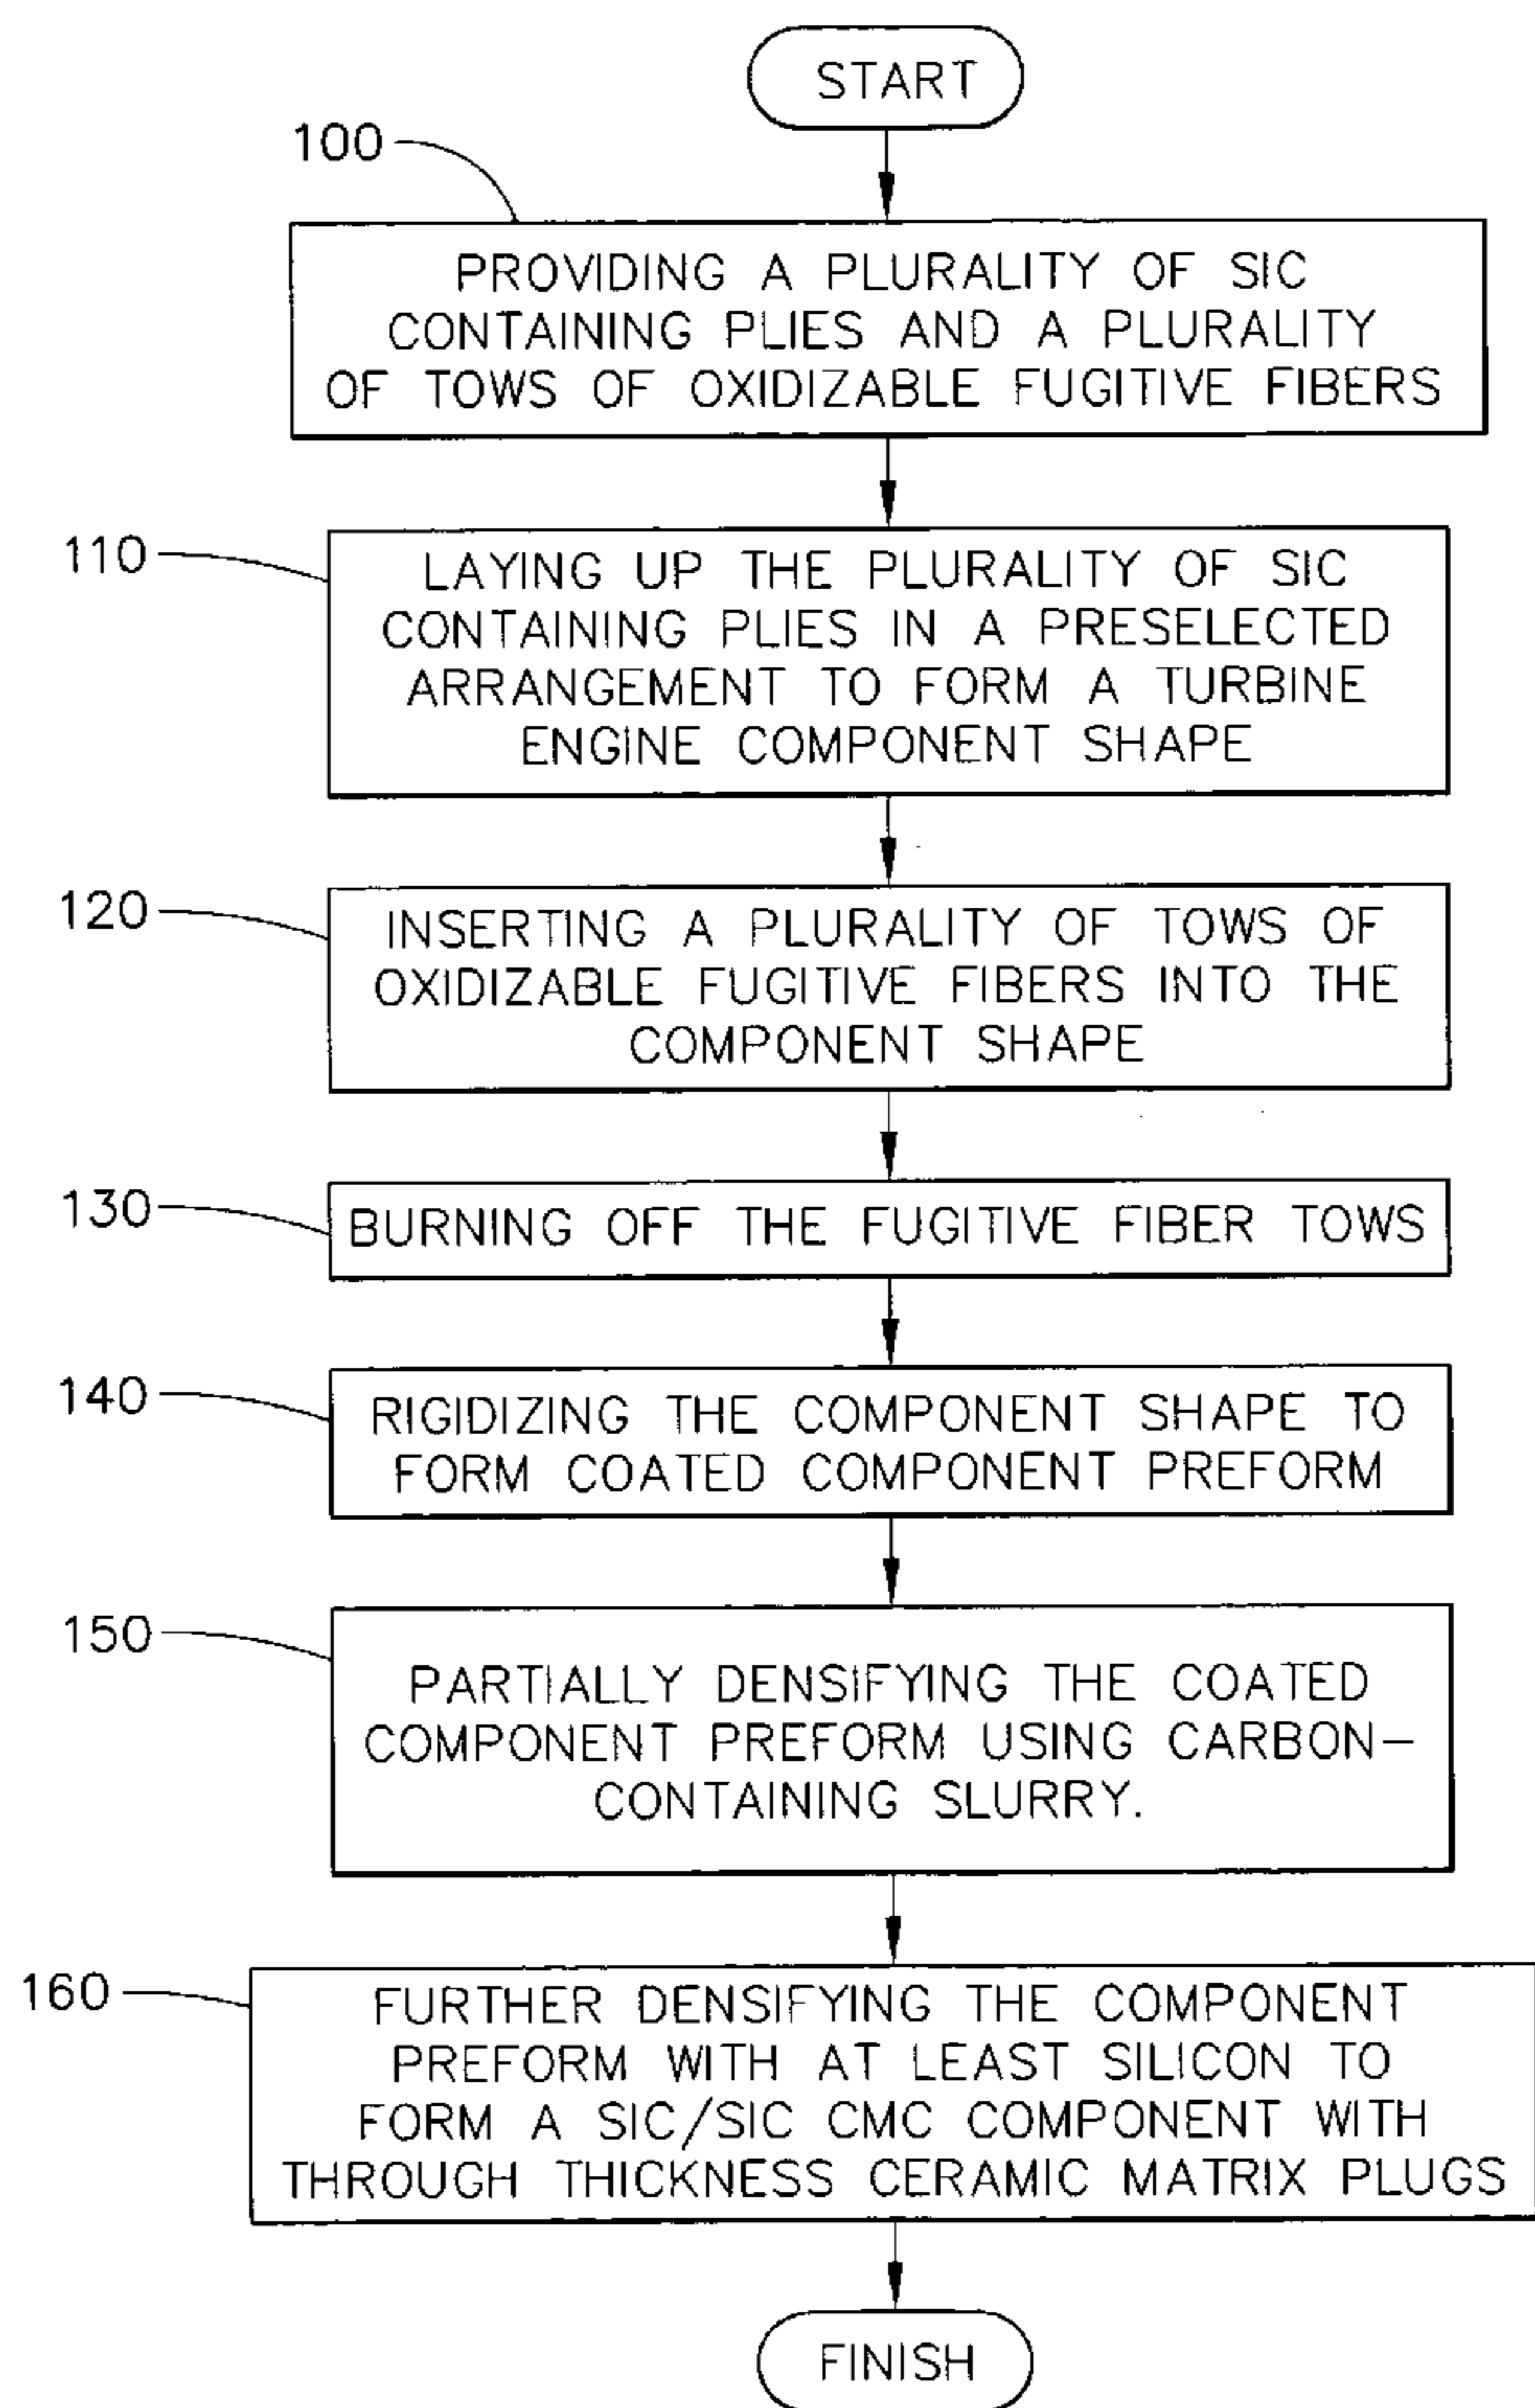 START
100
PROVIDING A PLURALITY OF SIC
CONTAINING PLIES AND A PLURALITY
OF TOWS OF OXIDIZABLE FUGITIVE FIBERS
110
LAYING UP THE PLURALITY OF SIC
CONTAINING PLIES IN A PRESELECTED
ARRANGEMENT TO FORM A TURBINE
ENGINE COMPONENT SHAPE
120
INSERTING A PLURALITY OF TOWS OF
OXIDIZABLE FUGITIVE FIBERS INTO THE
COMPONENT SHAPE
130
BURNING OFF THE FUGITIVE FIBER TOWS
140
RIGIDIZING THE COMPONENT SHAPE TO
FORM COATED COMPONENT PREFORM
150
PARTIALLY DENSIFYING THE COATED
COMPONENT PREFORM USING CARBON-
CONTAINING SLURRY.
160
FURTHER DENSIFYING THE COMPONENT
PREFORM WITH AT LEAST SILICON TO
FORM A SIC/SIC CMC COMPONENT WITH
THROUGH THICKNESS CERAMIC MATRIX PLUGS
FINISH